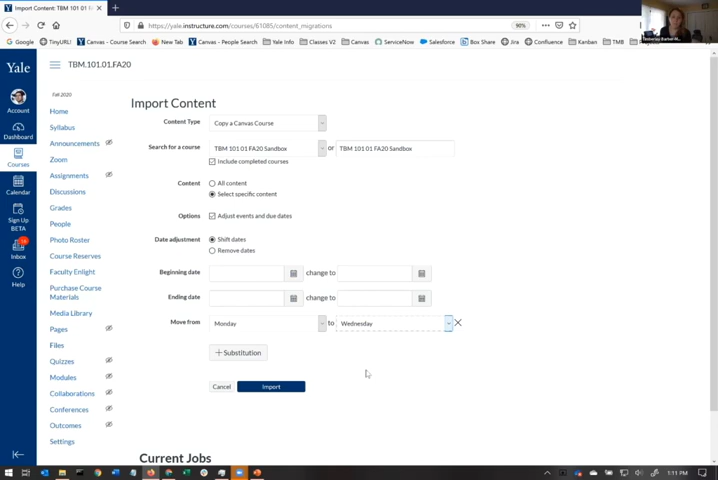 Import Content: TBM 101 01 F
https://yale.instructure.com/courses/61085/content_migrations
90%
Google
TinyURL
Canvas - Course Search
New Tab
Canvas - People Search
Yale Info
Classes V2
Canvas
ServiceNow
Salesforce
Box Share
Jira
Confluence
Kanban
TMB
Yale
TBM.101.01.FA20
Account
Dashboard
Courses
Calendar
Sign Up
BETA
Inbox
Help
Fall 2020
Home
Syllabus
Announcements
Zoom
Assignments
Discussions
Grades
People
Photo Roster
Course Reserves
Faculty Enlight
Purchase Course
Materials
Media Library
Pages
Files
Quizzes
Modules
Collaborations
Conferences
Outcomes
Settings
Import Content
Content Type Copy a Canvas Course
Search for a course TBM 101 01 FA20 Sandbox or TBM 101 01 FA20 Sandbox
Include completed courses
Content All content
Select specific content
Options Adjust events and due dates
Date adjustment Shift dates
Remove dates
Beginning date change to
Ending date change to
Move from Monday to Wednesday
+ Substitution
Cancel Import
Current Jobs
1:11 PM